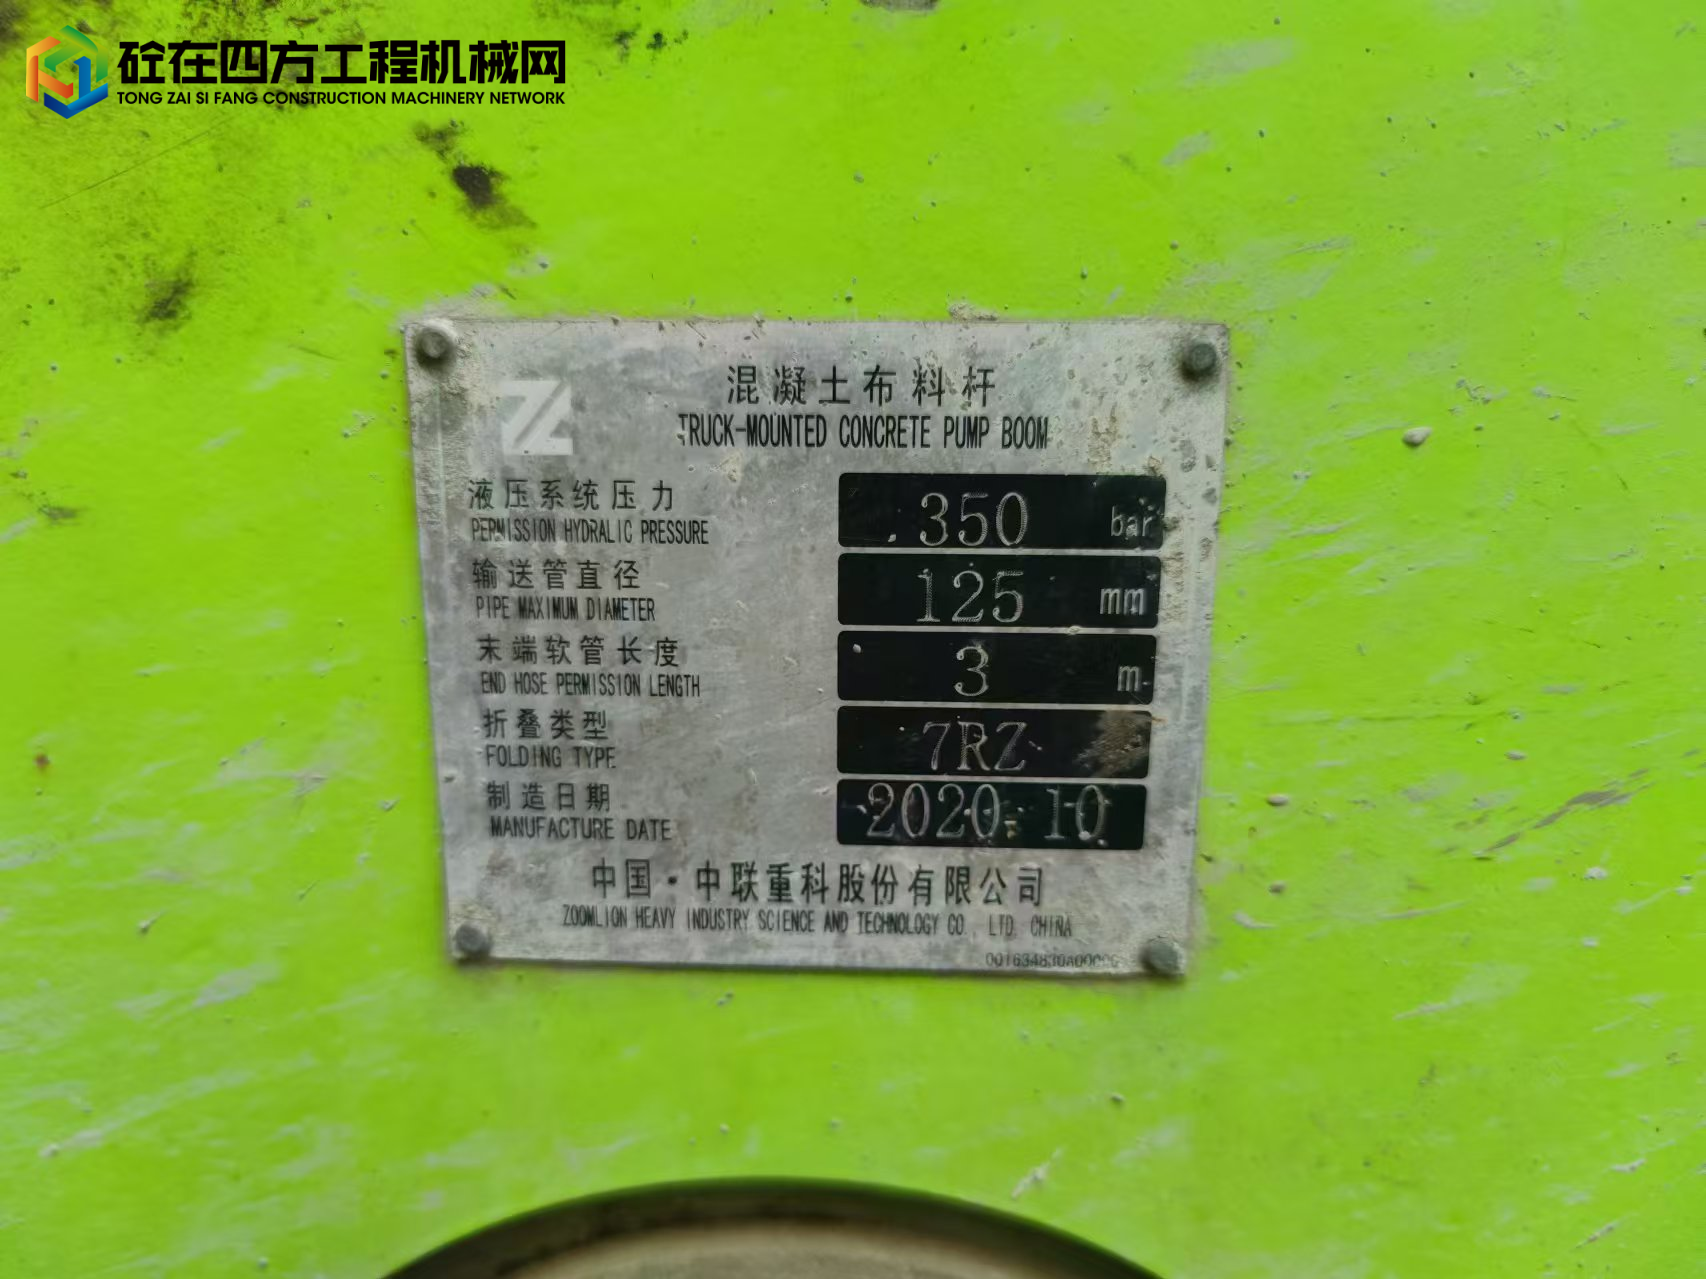 砼在四方工程机械网
TONG ZAI SI FANG CONSTRUCTION MACHINERY NETWORK
混凝土布料杆
TRUCK-MOUNTED CONCRETE PUMP BOOM
液压系统压力 350 bar
PERMISSION HYDRALIC PRESSURE
输送管直径 125 mm
PIPE MAXIMUM DIAMETER
末端软管长度 3 m
END HOSE PERMISSION LENGTH
折叠类型 7RZ
FOLDING TYPE
制造日期 2020.10
MANUFACTURE DATE
中国·中联重科股份有限公司
ZOOMLION HEAVY INDUSTRY SCIENCE AND TECHNOLOGY CO., LTD. CHINA